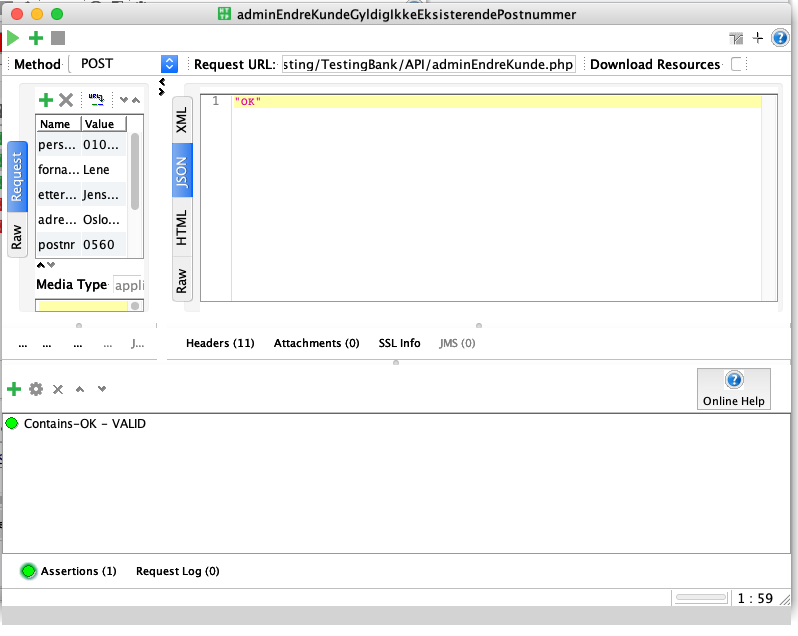 adminEndreKundeGyldigIkkeEksisterendePostnummer
Method POST Request URL: sting/TestingBank/API/adminEndreKunde.php Download Resources
Request
Raw
URL
Name Value
pers... 010...
forna... Lene
etter... Jens...
adre... Oslo...
postnr 0560
Media Type appli
XML
JSON
HTML
Raw
1 "OK"
... ... ... ... J...
Headers (11) Attachments (0) SSL Info JMS (0)
Online Help
Contains-OK - VALID
Assertions (1) Request Log (0)
1 : 59